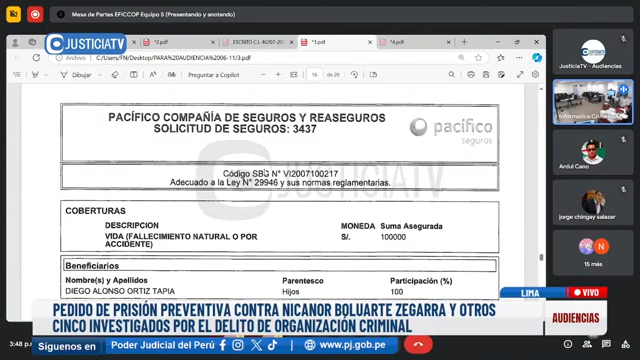 Mesa de Partes EFICCOP Equipo 5 (Presentando y anotando)
JUSTICIATV
*2.pdf
ESCRITO C.I. 46207-28
*3.pdf
*4.pdf
C:/Users/FN/Desktop/PARA%20AUDIENCIA%2006-11/3.pdf
Dibujar
Preguntar a Copilot
16 de 20
PACÍFICO COMPAÑÍA DE SEGUROS Y REASEGUROS
SOLICITUD DE SEGUROS: 3437
pacífico
seguros
Código SBS N° VI2007100217
Adecuado a la Ley N° 29946 y sus normas reglamentarias.
JUSTICIATV
COBERTURAS
DESCRIPCION MONEDA Suma Asegurada
VIDA (FALLECIMIENTO NATURAL O POR S/. 100000
ACCIDENTE)
Beneficiarios
Nombre(s) y Apellidos Parentesco Participación (%)
DIEGO ALONSO ORTIZ TAPIA Hijos 100
JusticiaTV - Audiencias
Informatica Crimin
Ardul Cano
jorge chingay salazar
N
15 más
LIMA
VIVO
PEDIDO DE PRISIÓN PREVENTIVA CONTRA NICANOR BOLUARTE ZEGARRA Y OTROS
CINCO INVESTIGADOS POR EL DELITO DE ORGANIZACIÓN CRIMINAL
AUDIENCIAS
3:48 p.
Síguenos en
Poder Judicial del Perú
www.pj.gob.pe